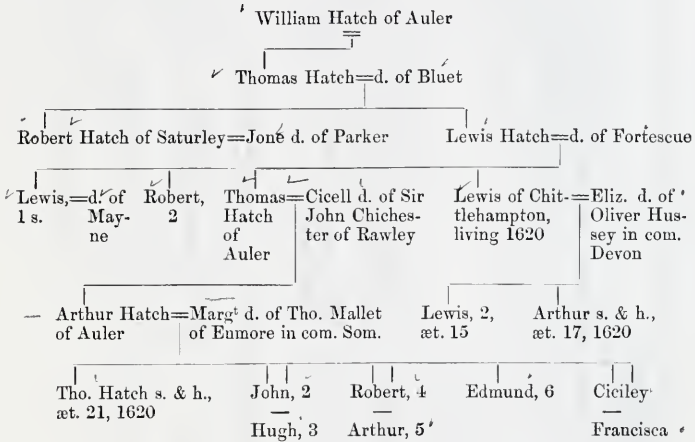 William Hatch of Auler
Thomas Hatch=d. of Bluet
Robert Hatch of Saturley=Jone d. of Parker
Lewis Hatch=d. of Fortescue
Lewis,=d. of
1 s. May-
ne
Robert,
2
Thomas=Cicell d. of Sir
Hatch John Chiches-
of ter of Rawley
Auler
Lewis of Chit-=Eliz. d. of
tlehampton, Oliver Hus-
living 1620 sey in com.
Devon
Arthur Hatch=Margt d. of Tho. Mallet
of Auler of Enmore in com. Som.
Lewis, 2,
æt. 15
Arthur s. & h.,
æt. 17, 1620
Tho. Hatch s. & h.,
æt. 21, 1620
John, 2
Hugh, 3
Robert, 4
Arthur, 5
Edmund, 6
Ciciley
Francisca